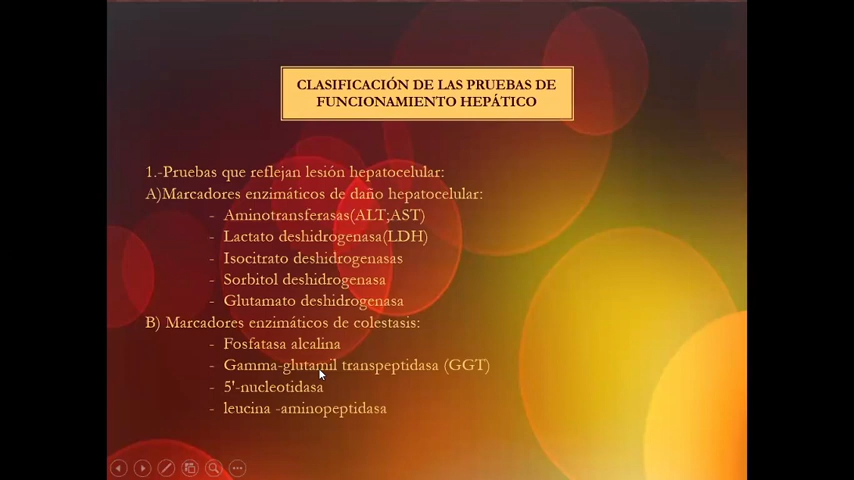 CLASIFICACIÓN DE LAS PRUEBAS DE
FUNCIONAMIENTO HEPÁTICO
1.-Pruebas que reflejan lesión hepatocelular:
A)Marcadores enzimáticos de daño hepatocelular:
- Aminotransferasas(ALT;AST)
- Lactato deshidrogenasa(LDH)
- Isocitrato deshidrogenasas
- Sorbitol deshidrogenasa
- Glutamato deshidrogenasa
B) Marcadores enzimáticos de colestasis:
- Fosfatasa alcalina
- Gamma-glutamil transpeptidasa (GGT)
- 5'-nucleotidasa
- leucina -aminopeptidasa